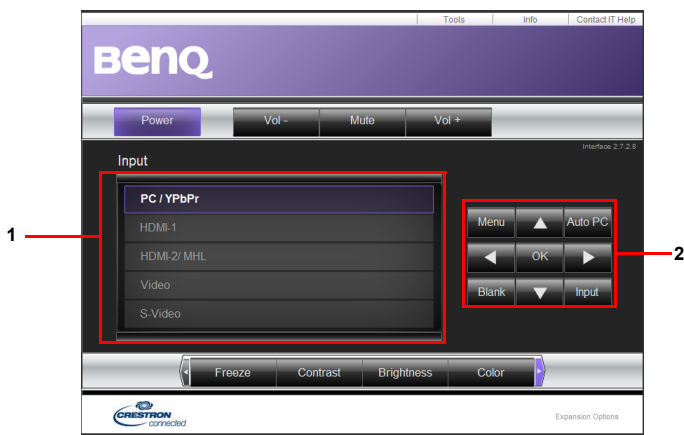 Tools Info Contact IT Help
BenQ
Power Vol - Mute Vol +
Interface 2.7.2.8
Input
PC / YPbPr
HDMI-1
HDMI-2/ MHL
Video
S-Video
1
Menu Auto PC
OK
Blank Input
2
Freeze Contrast Brightness Color
CRESTRON
connected
Expansion Options